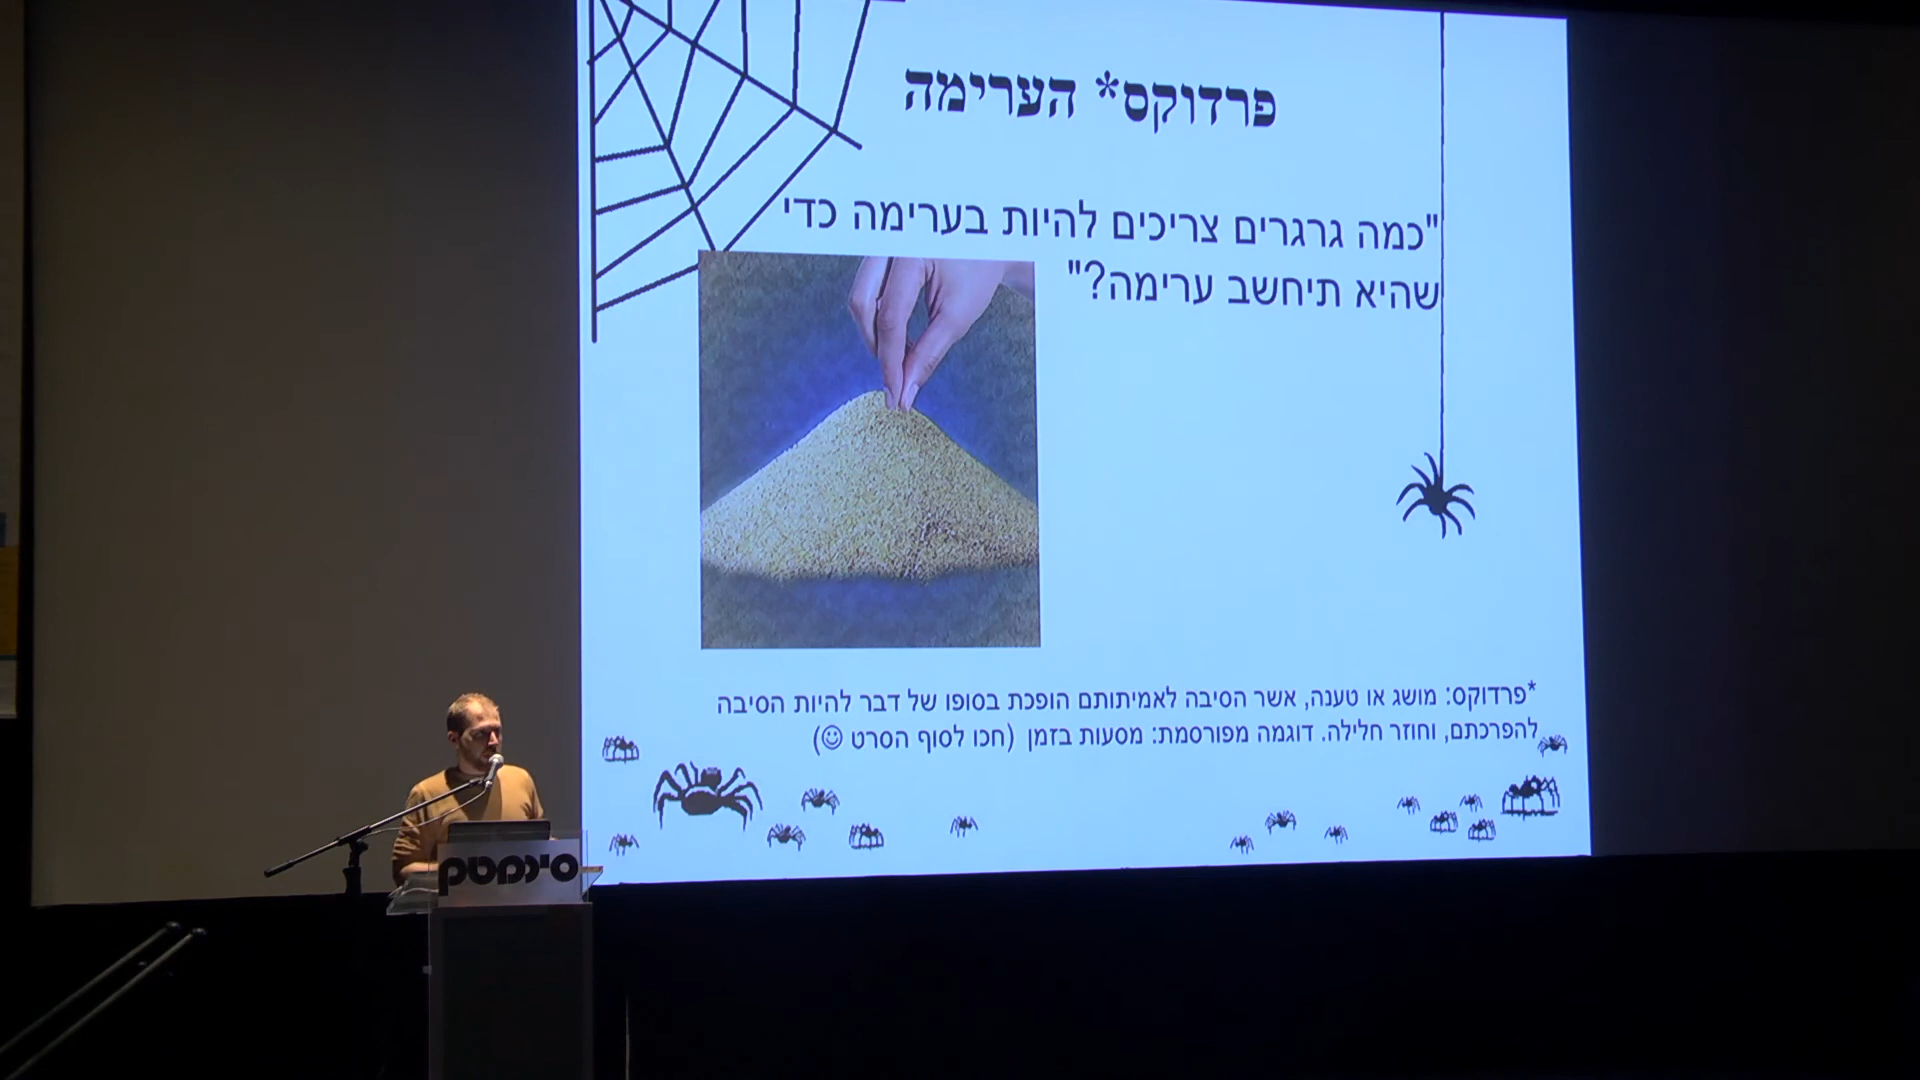 פרדוקס* הערימה
"כמה גרגרים צריכים להיות בערימה כדי
שהיא תיחשב ערימה?"
*פרדוקס: מושג או טענה, אשר הסיבה לאמיתותם הופכת בסופו של דבר להיות הסיבה
להפרכתם, וחוזר חלילה. דוגמה מפורסמת: מסעות בזמן (חכו לסוף הסרט ☺)
סינמטק